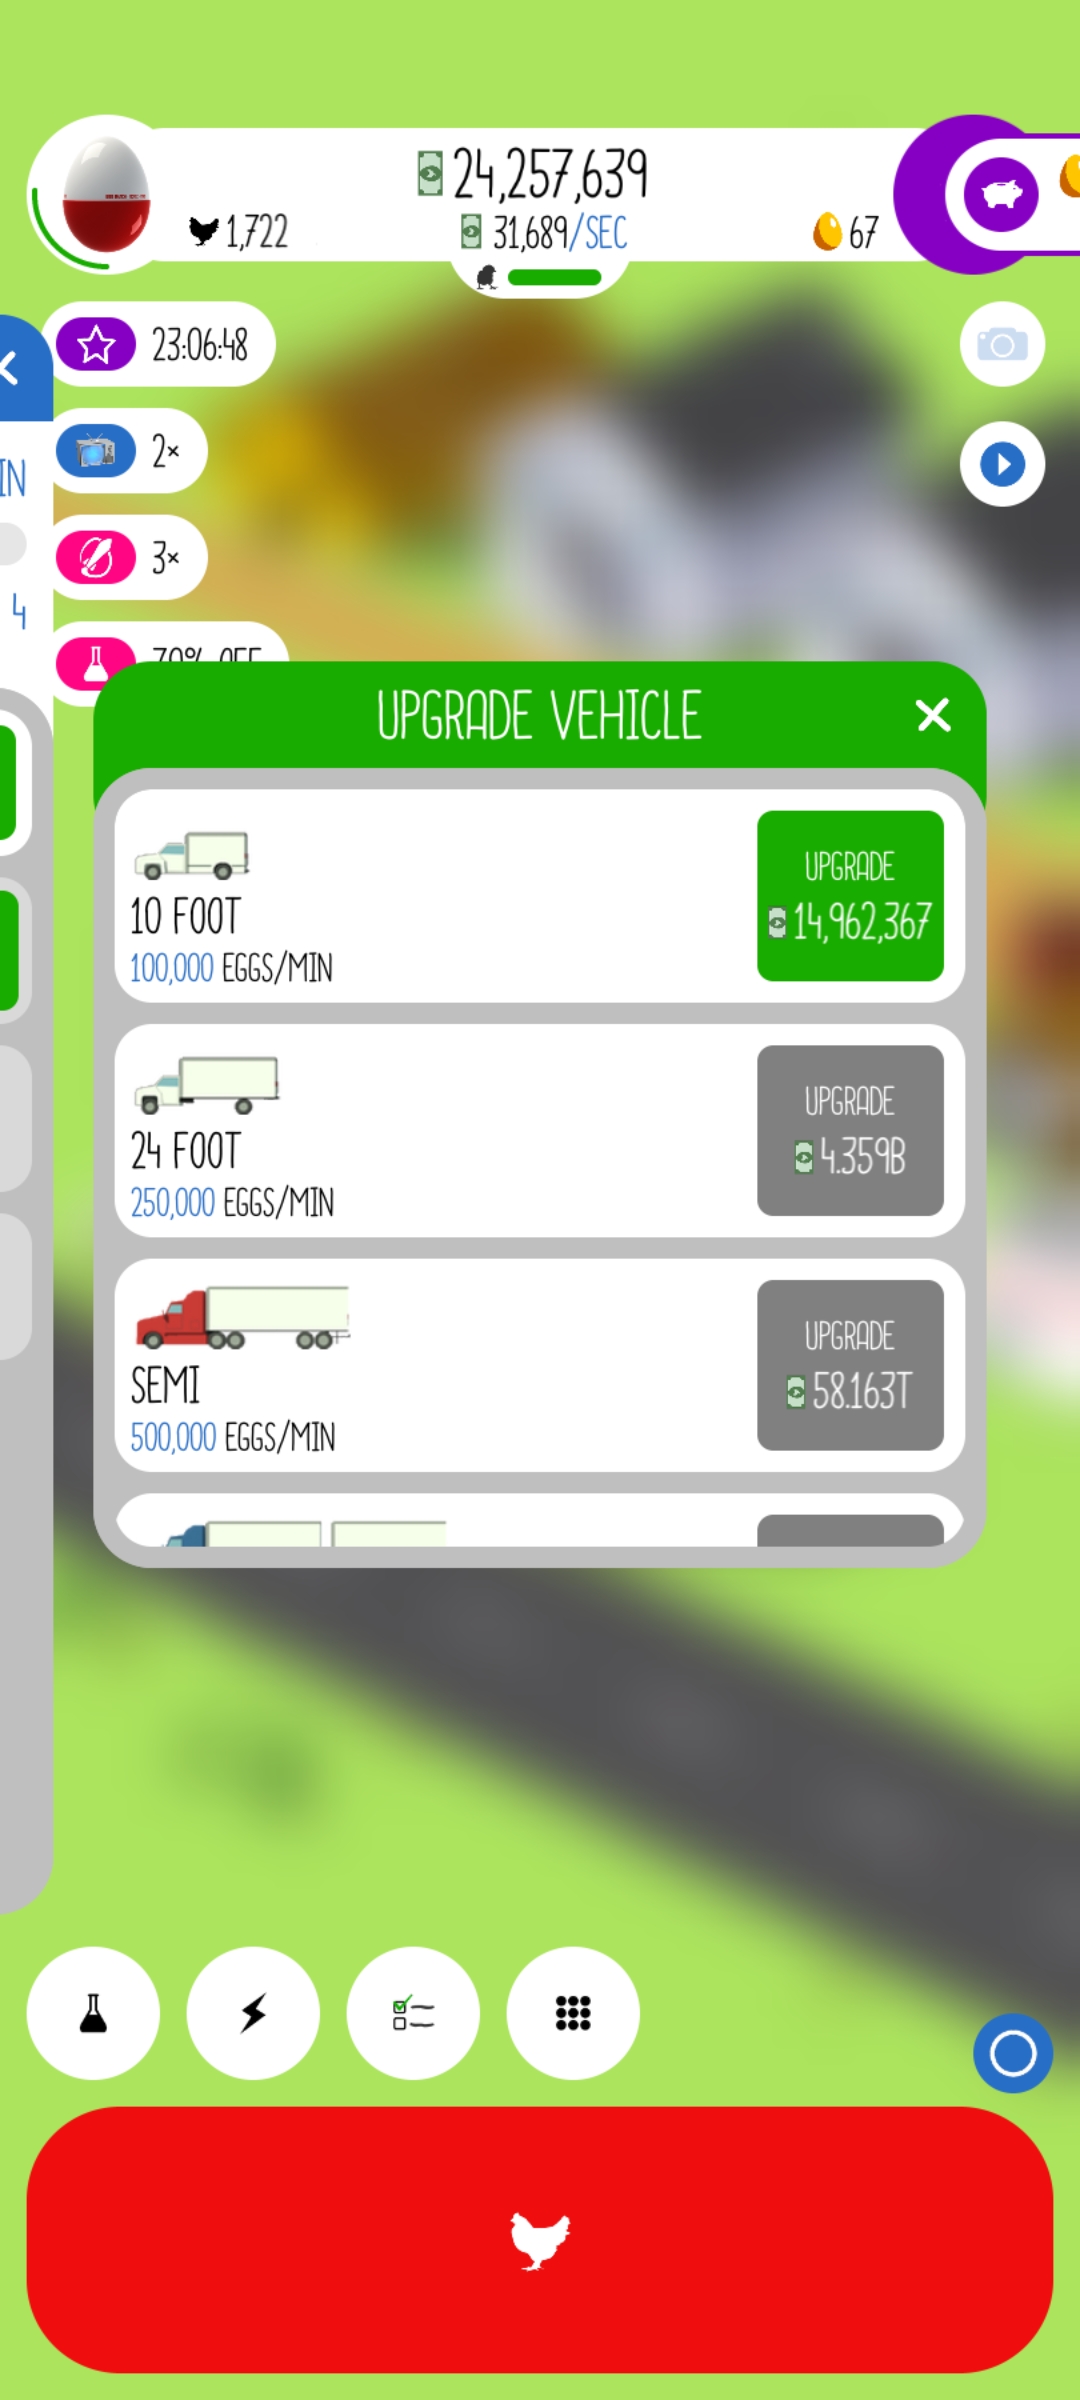 24,257,639
1,722
31,689/SEC
67
23:06:48
2×
IN
3×
4
70% OFF
UPGRADE VEHICLE
10 FOOT
100,000 EGGS/MIN
UPGRADE
14,962,367
24 FOOT
250,000 EGGS/MIN
UPGRADE
4.359B
SEMI
500,000 EGGS/MIN
UPGRADE
58.163T